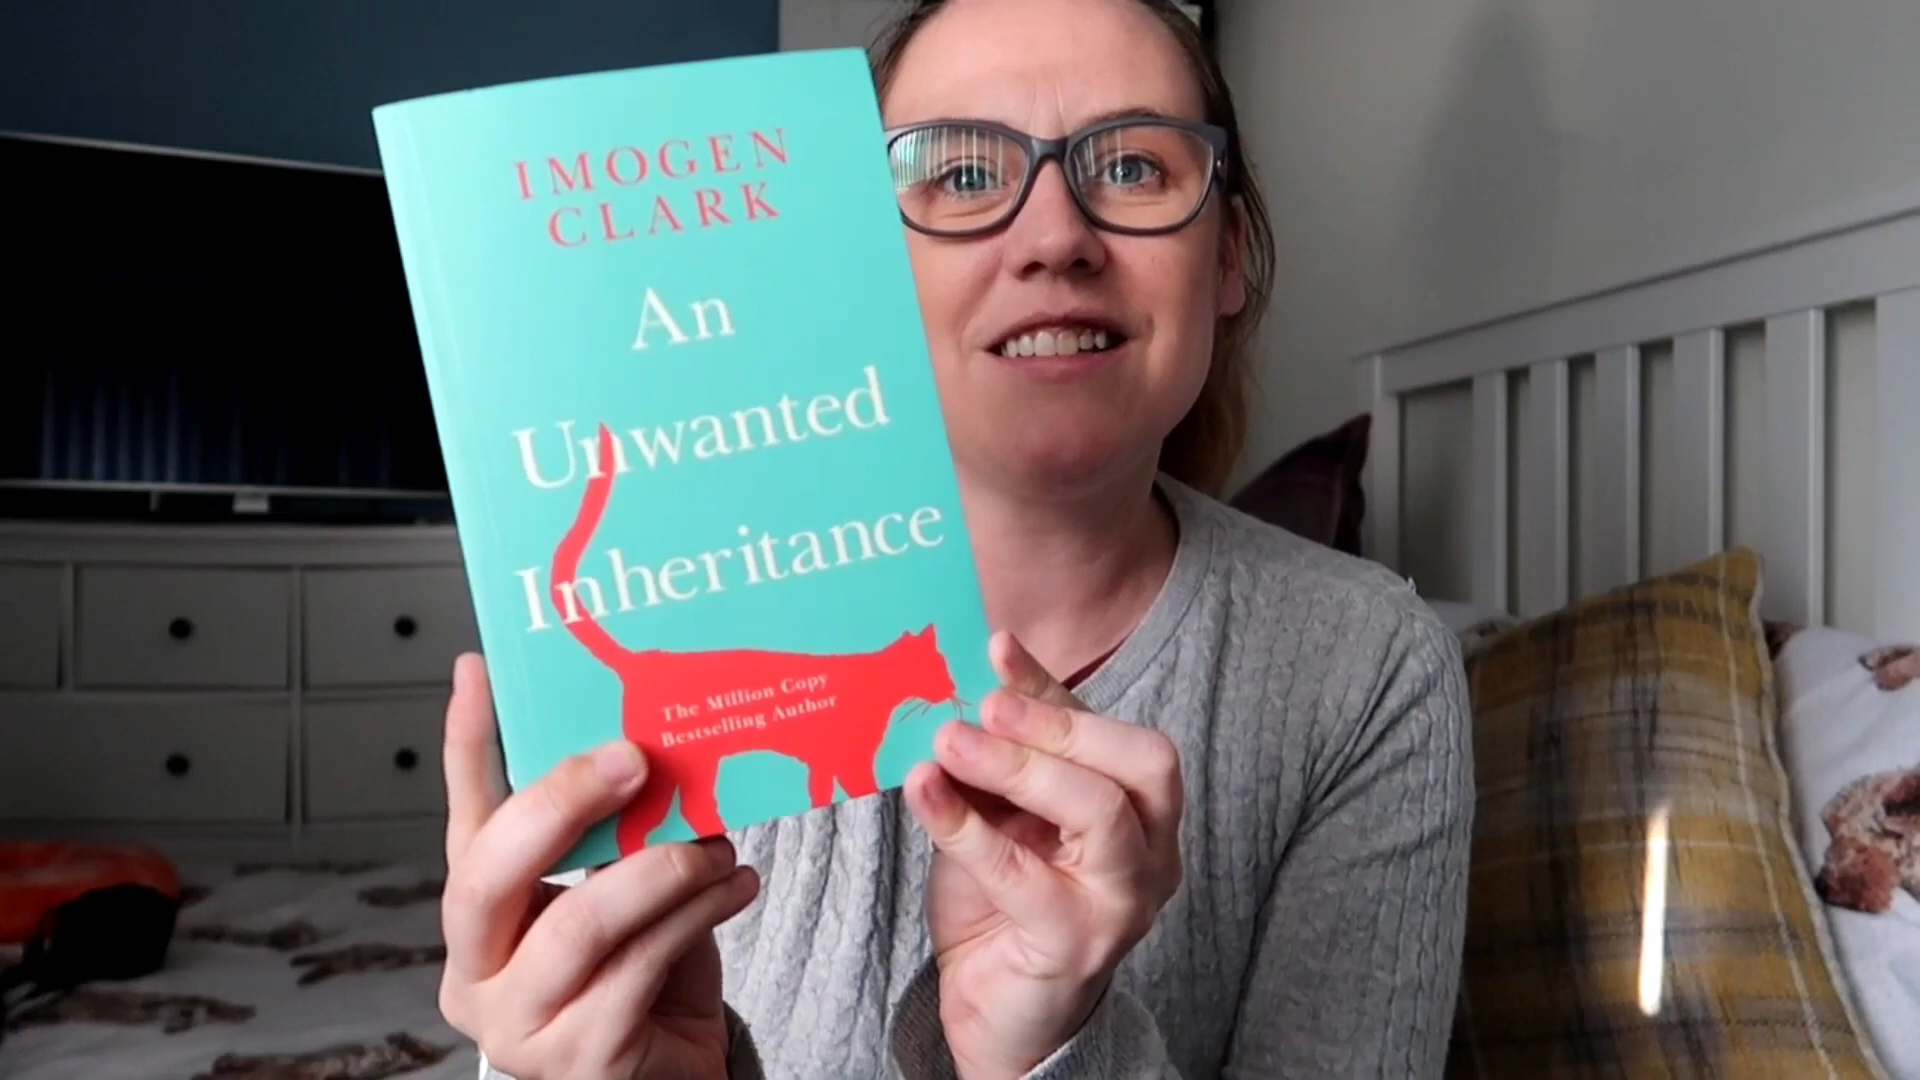 IMOGEN
CLARK
An
Unwanted
Inheritance
The Million Copy
Bestselling Author